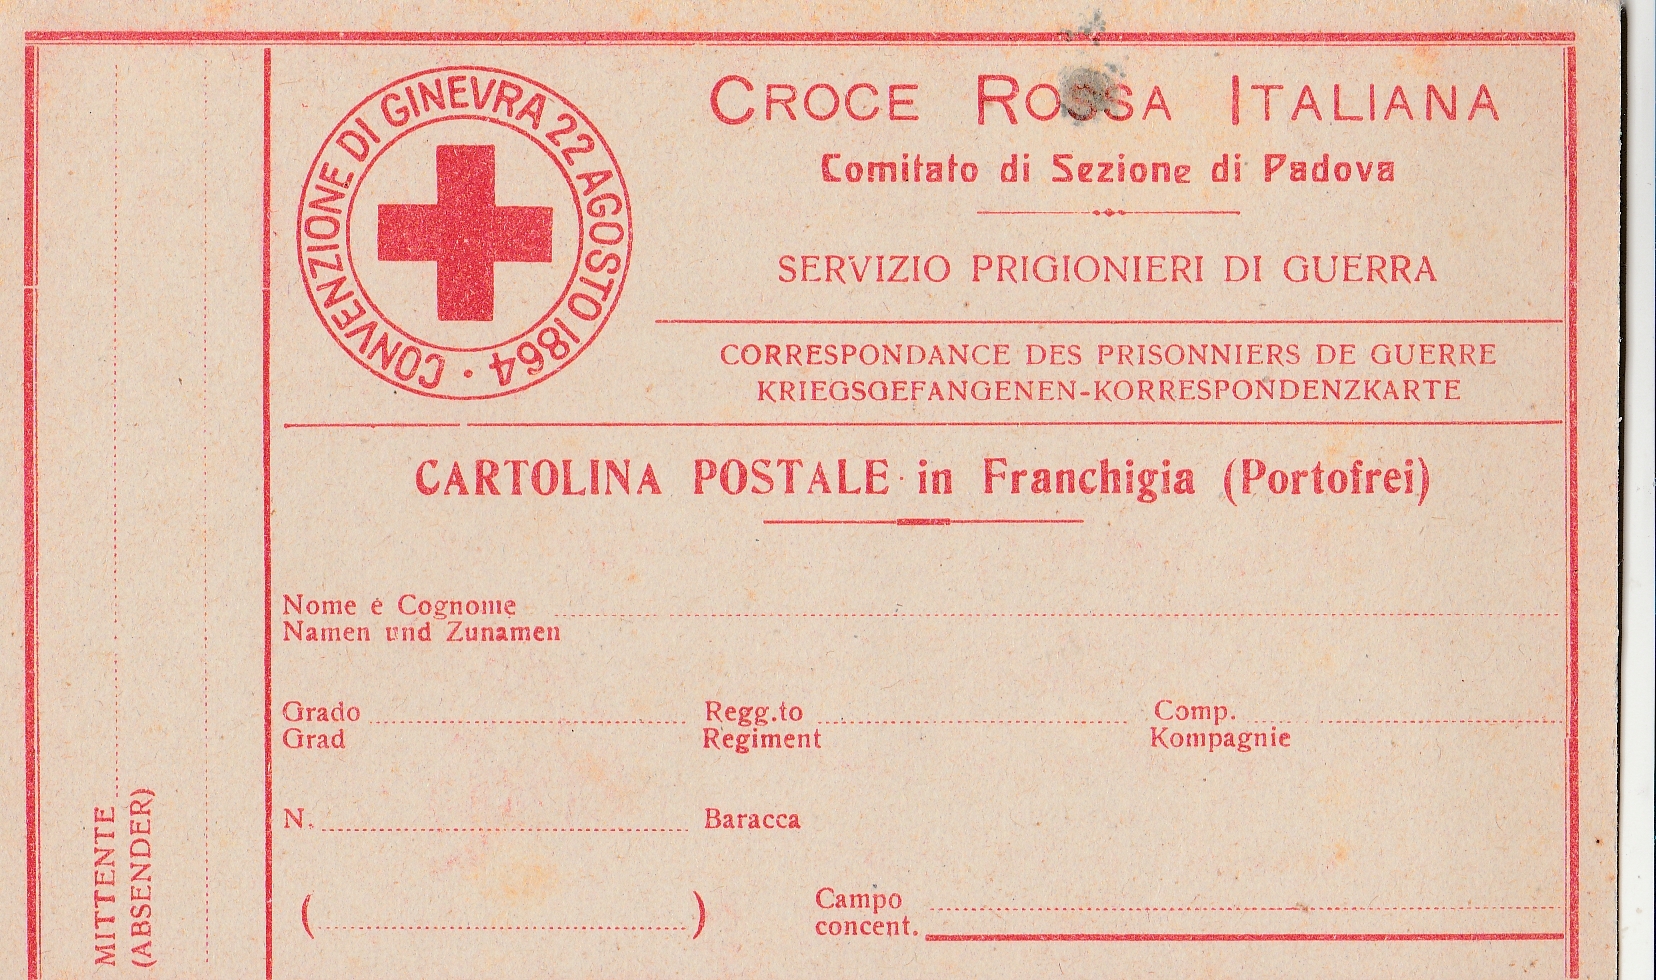 CONVENZIONE DI GINEVRA 22 AGOSTO 1864 ·
CROCE ROSSA ITALIANA
Comitato di Sezione di Padova
SERVIZIO PRIGIONIERI DI GUERRA
CORRESPONDANCE DES PRISONNIERS DE GUERRE
KRIEGSGEFANGENEN-KORRESPONDENZKARTE
CARTOLINA POSTALE in Franchigia (Portofrei)
Nome e Cognome
Namen und Zunamen
Grado Regg.to Comp.
Grad Regiment Kompagnie
N. Baracca
( ) Campo
concent.
MITTENTE
(ABSENDER)